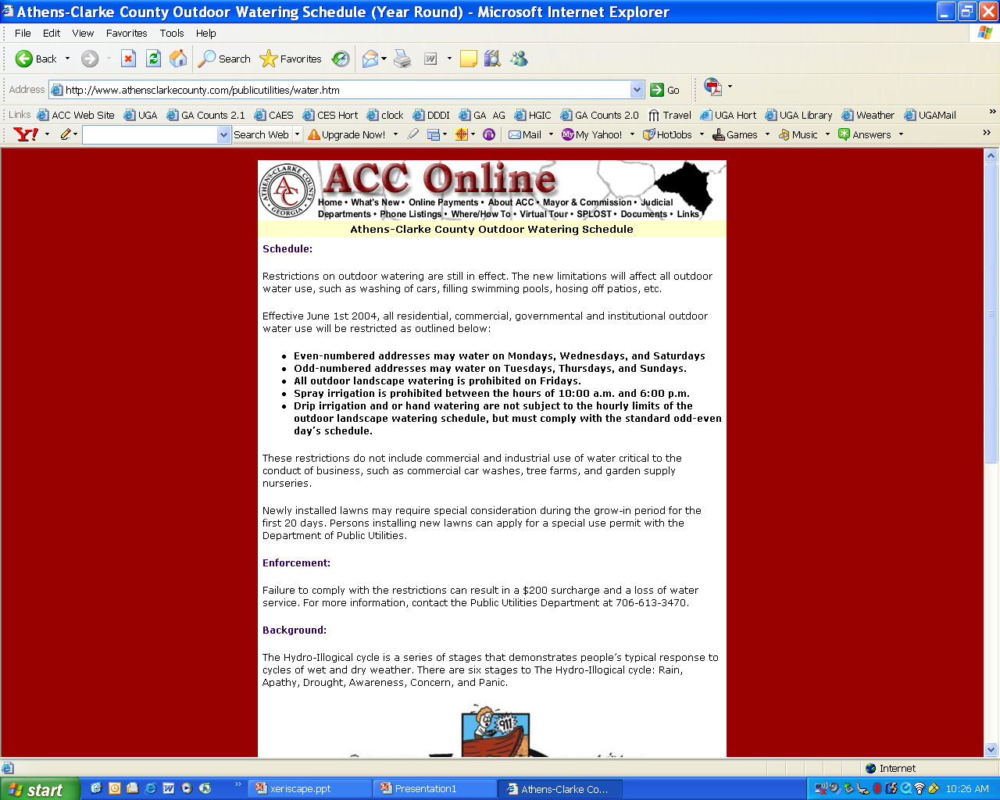 Athens-Clarke County Outdoor Watering Schedule (Year Round) - Microsoft Internet Explorer
File Edit View Favorites Tools Help
Back Search Favorites
Address http://www.athensclarkecounty.com/publicutilities/water.htm Go
Links ACC Web Site UGA GA Counts 2.1 CAES CES Hort clock DDDI GA AG HGIC GA Counts 2.0 Travel UGA Hort UGA Library Weather UGAMail
Y! Search Web Upgrade Now! Mail My Yahoo! HotJobs Games Music Answers
ATHENS-CLARKE COUNTY GEORGIA
ACC Online
Home • What's New • Online Payments • About ACC • Mayor & Commission • Judicial
Departments • Phone Listings • Where/How To • Virtual Tour • SPLOST • Documents • Links
Athens-Clarke County Outdoor Watering Schedule
Schedule:
Restrictions on outdoor watering are still in effect. The new limitations will affect all outdoor
water use, such as washing of cars, filling swimming pools, hosing off patios, etc.
Effective June 1st 2004, all residential, commercial, governmental and institutional outdoor
water use will be restricted as outlined below:
• Even-numbered addresses may water on Mondays, Wednesdays, and Saturdays
• Odd-numbered addresses may water on Tuesdays, Thursdays, and Sundays.
• All outdoor landscape watering is prohibited on Fridays.
• Spray irrigation is prohibited between the hours of 10:00 a.m. and 6:00 p.m.
• Drip irrigation and or hand watering are not subject to the hourly limits of the
outdoor landscape watering schedule, but must comply with the standard odd-even
day's schedule.
These restrictions do not include commercial and industrial use of water critical to the
conduct of business, such as commercial car washes, tree farms, and garden supply
nurseries.
Newly installed lawns may require special consideration during the grow-in period for the
first 20 days. Persons installing new lawns can apply for a special use permit with the
Department of Public Utilities.
Enforcement:
Failure to comply with the restrictions can result in a $200 surcharge and a loss of water
service. For more information, contact the Public Utilities Department at 706-613-3470.
Background:
The Hydro-Illogical cycle is a series of stages that demonstrates people's typical response to
cycles of wet and dry weather. There are six stages to The Hydro-Illogical cycle: Rain,
Apathy, Drought, Awareness, Concern, and Panic.
911
Internet
start xeriscape.ppt Presentation1 Athens-Clarke Co... 10:26 AM